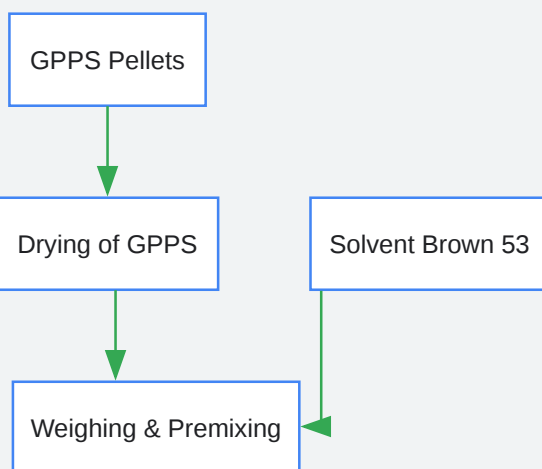 GPPS Pellets
Drying of GPPS
Solvent Brown 53
Weighing & Premixing